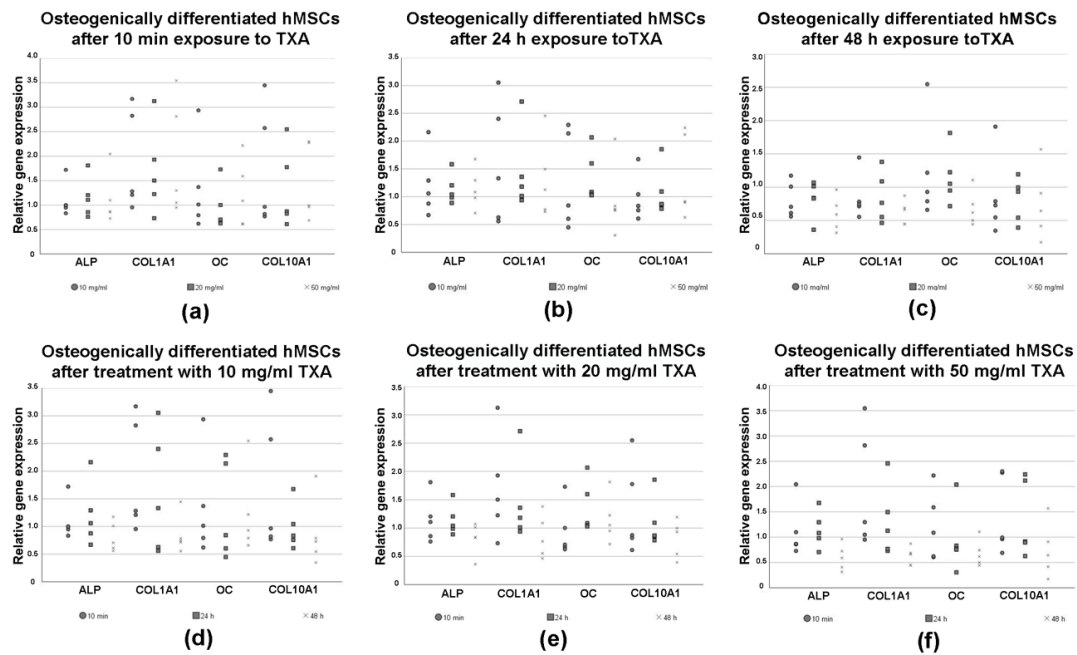 Osteogenically differentiated hMSCs
after 10 min exposure to TXA
Relative gene expression
4.0
3.5
3.0
2.5
2.0
1.5
1.0
0.5
0
ALP COL1A1 OC COL10A1
10 mg/ml 20 mg/ml 50 mg/ml
(a)
Osteogenically differentiated hMSCs
after 24 h exposure toTXA
Relative gene expression
3.5
3.0
2.5
2.0
1.5
1.0
0.5
0
ALP COL1A1 OC COL10A1
10 mg/ml 20 mg/ml 50 mg/ml
(b)
Osteogenically differentiated hMSCs
after 48 h exposure toTXA
Relative gene expression
3.0
2.5
2.0
1.5
1.0
0.5
0
ALP COL1A1 OC COL10A1
10 mg/ml 20 mg/ml 50 mg/ml
(c)
Osteogenically differentiated hMSCs
after treatment with 10 mg/ml TXA
Relative gene expression
3.5
3.0
2.5
2.0
1.5
1.0
0.5
0
ALP COL1A1 OC COL10A1
10 min 24 h 48 h
(d)
Osteogenically differentiated hMSCs
after treatment with 20 mg/ml TXA
Relative gene expression
3.5
3.0
2.5
2.0
1.5
1.0
0.5
0
ALP COL1A1 OC COL10A1
10 min 24 h 48 h
(e)
Osteogenically differentiated hMSCs
after treatment with 50 mg/ml TXA
Relative gene expression
4.0
3.5
3.0
2.5
2.0
1.5
1.0
0.5
0
ALP COL1A1 OC COL10A1
10 min 24 h 48 h
(f)